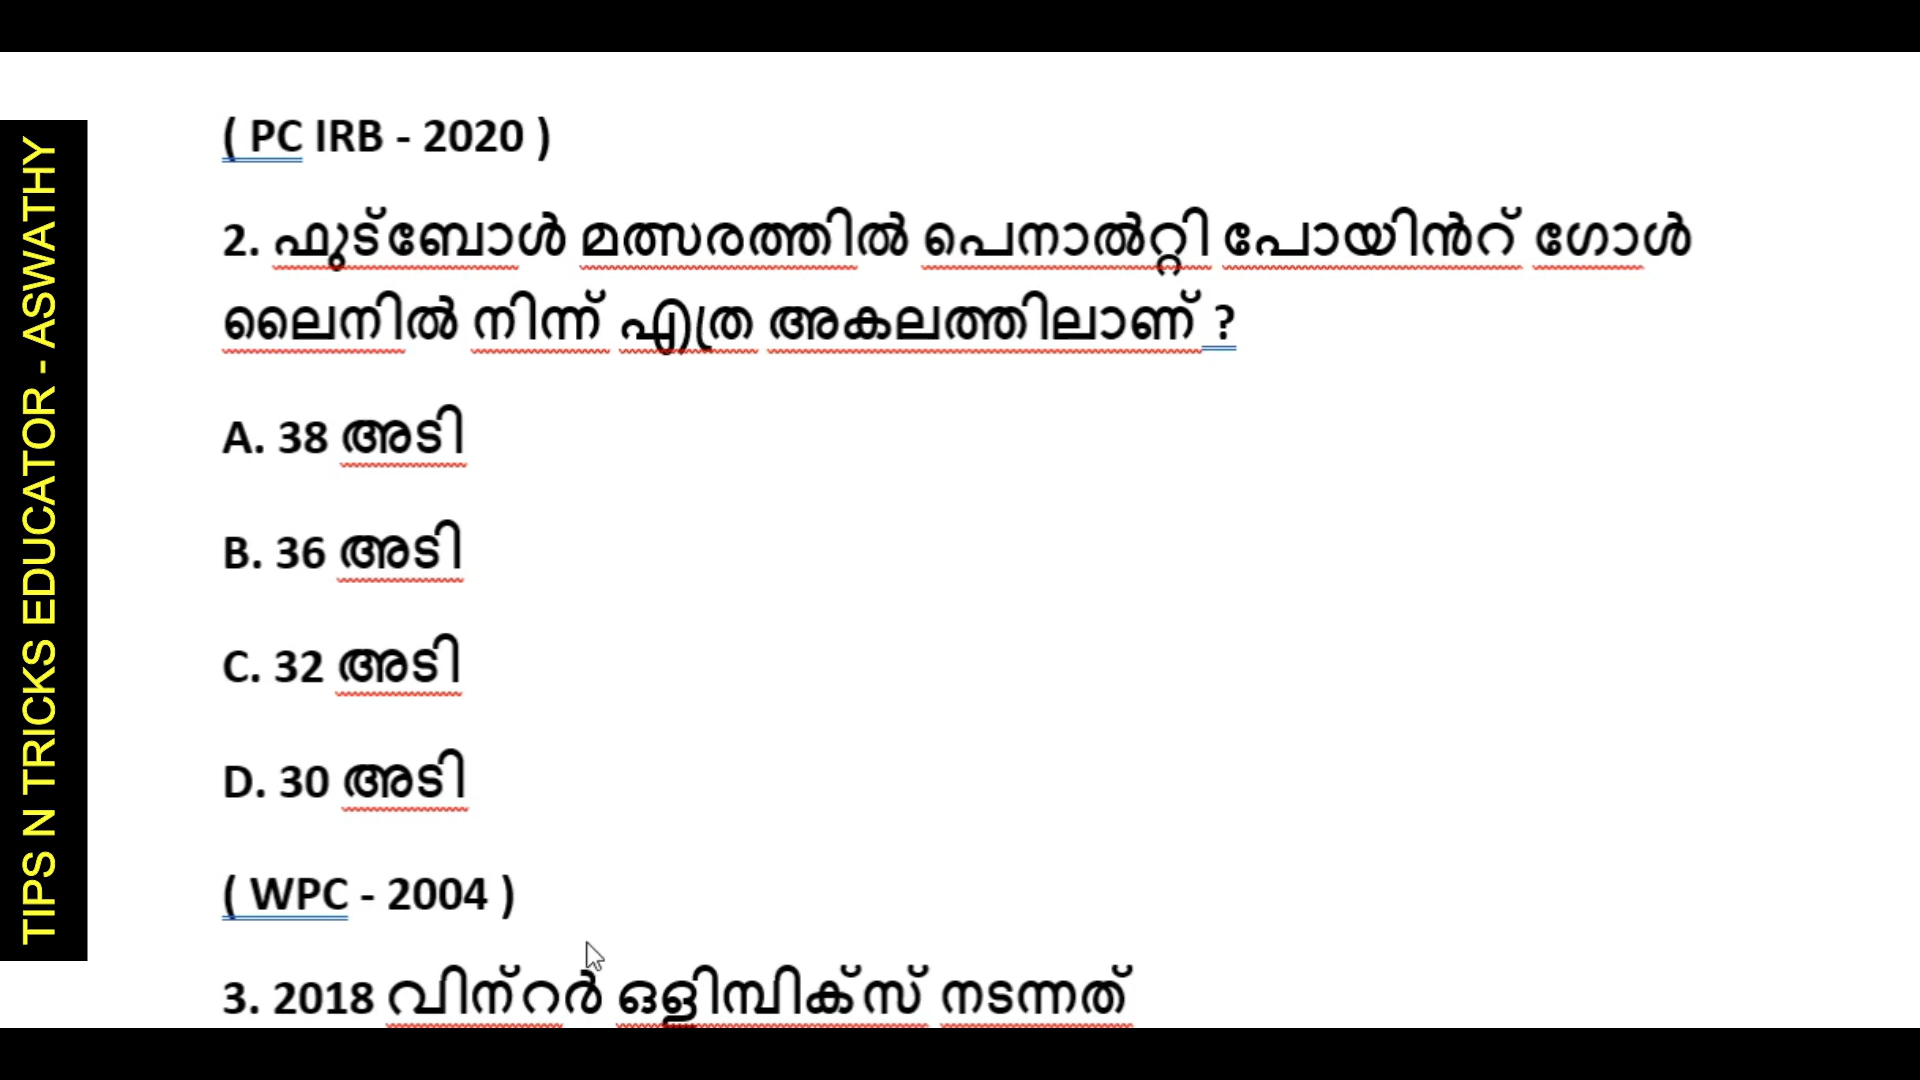 TIPS N TRICKS EDUCATOR - ASWATHY
( PC IRB - 2020 )
2. ഫുട്ബോൾ മത്സരത്തിൽ പെനാൽറ്റി പോയിൻറ് ഗോൾ
ലൈനിൽ നിന്ന് എത്ര അകലത്തിലാണ് ?
A. 38 അടി
B. 36 അടി
C. 32 അടി
D. 30 അടി
( WPC - 2004 )
3. 2018 വിന്റർ ഒളിമ്പിക്സ് നടന്നത്